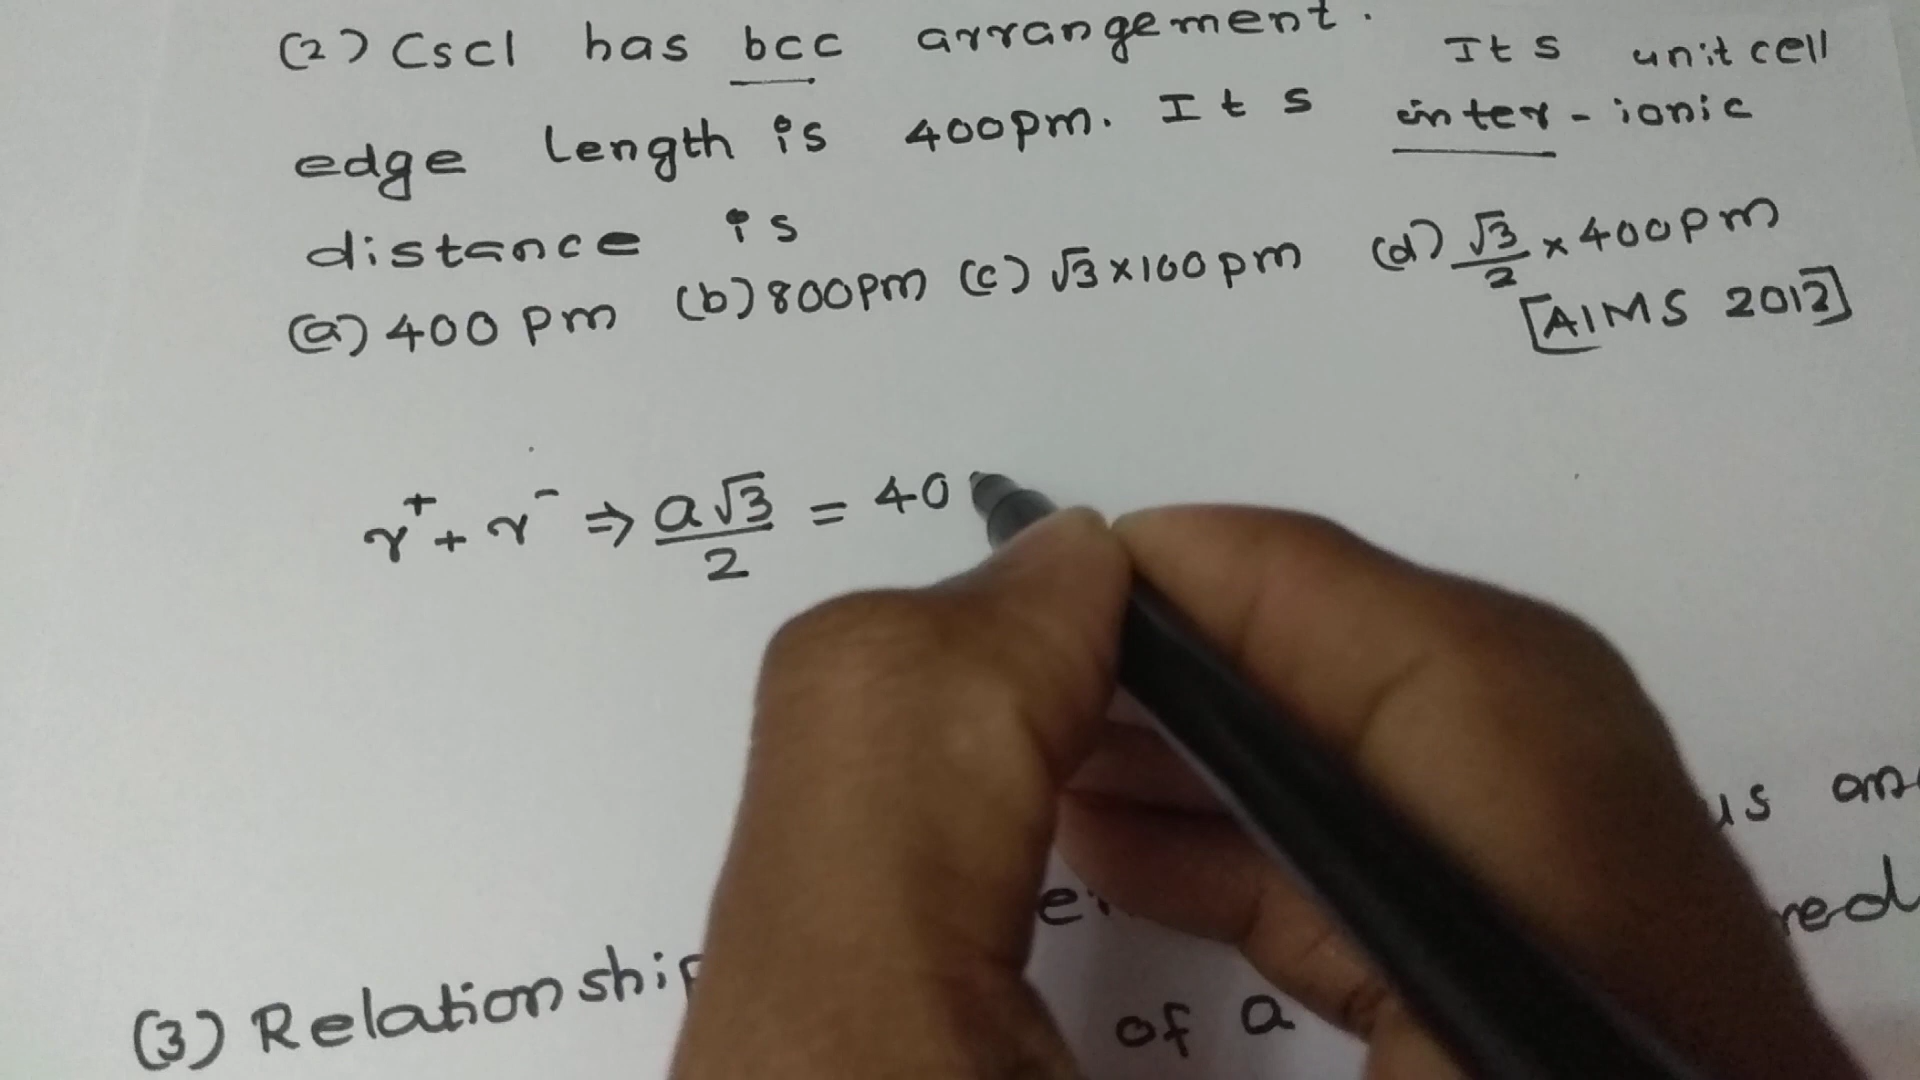 (2) CsCl has bcc arrangement. Its unit cell
edge length is 400pm. Its inter-ionic
distance is
(a) 400 pm (b) 800pm (c) √3×100pm (d) √3/2 × 400pm
[AIMS 2012]
r⁺ + r⁻ ⇒ a√3/2 = 40
(3) Relationship
of a